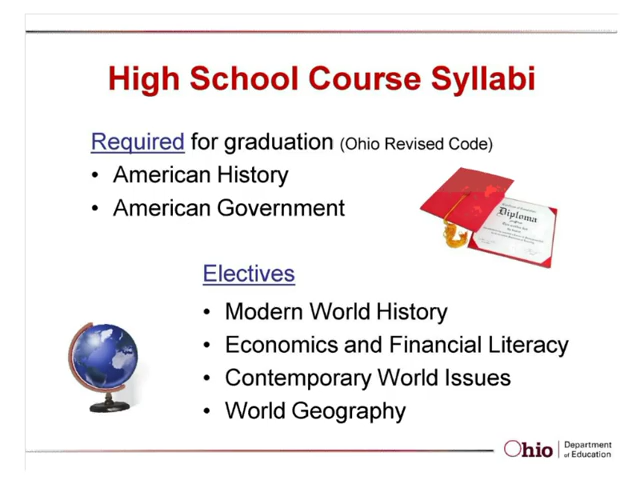 High School Course Syllabi
Required for graduation (Ohio Revised Code)
• American History
• American Government
Diploma
Electives
• Modern World History
• Economics and Financial Literacy
• Contemporary World Issues
• World Geography
Ohio | Department
of Education